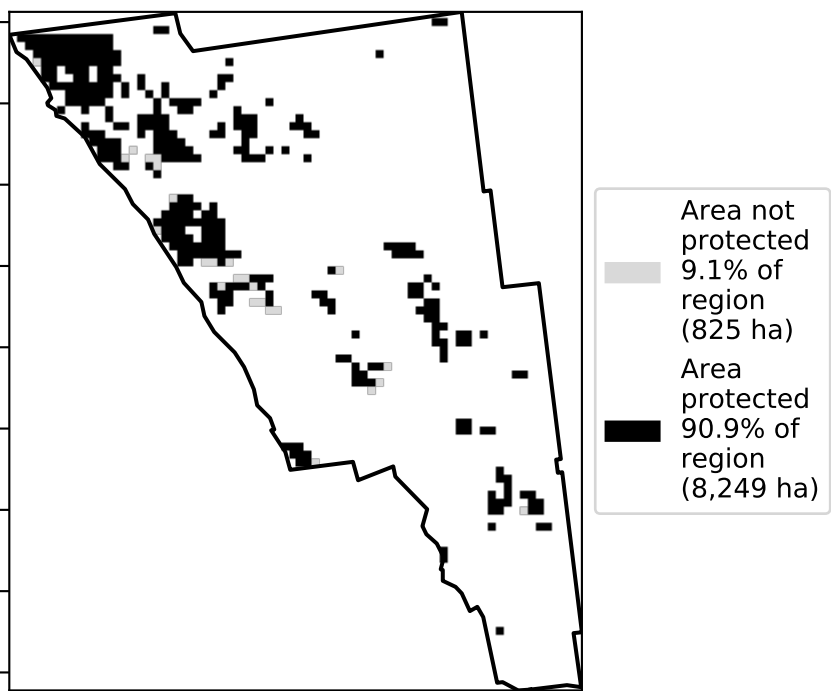 Area not
protected
9.1% of
region
(825 ha)
Area
protected
90.9% of
region
(8,249 ha)